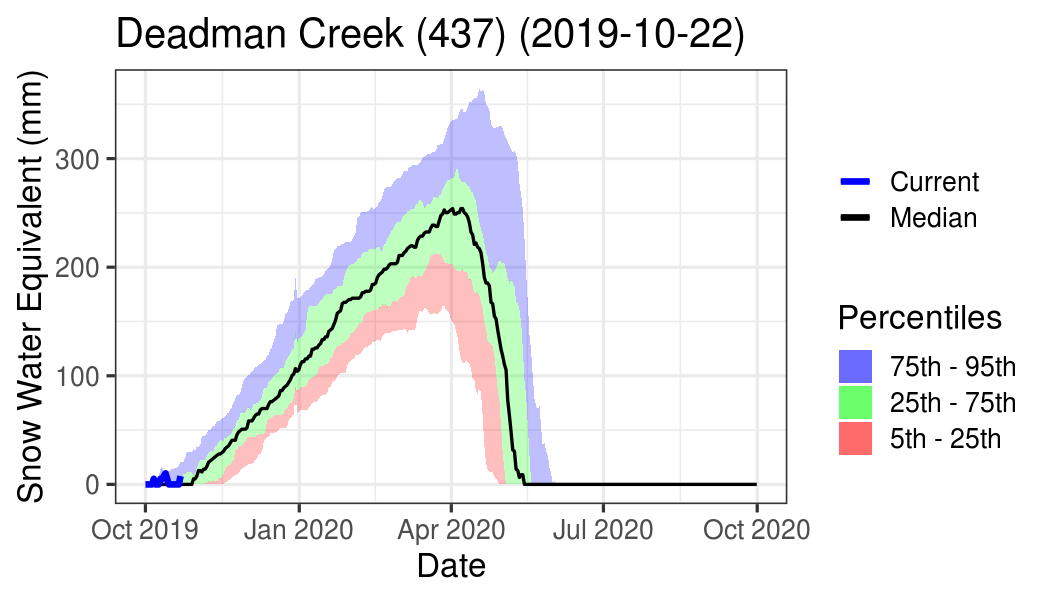 Deadman Creek (437) (2019-10-22)
Snow Water Equivalent (mm)
300
200
100
0
Oct 2019
Jan 2020
Apr 2020
Jul 2020
Oct 2020
Date
Current
Median
Percentiles
75th - 95th
25th - 75th
5th - 25th